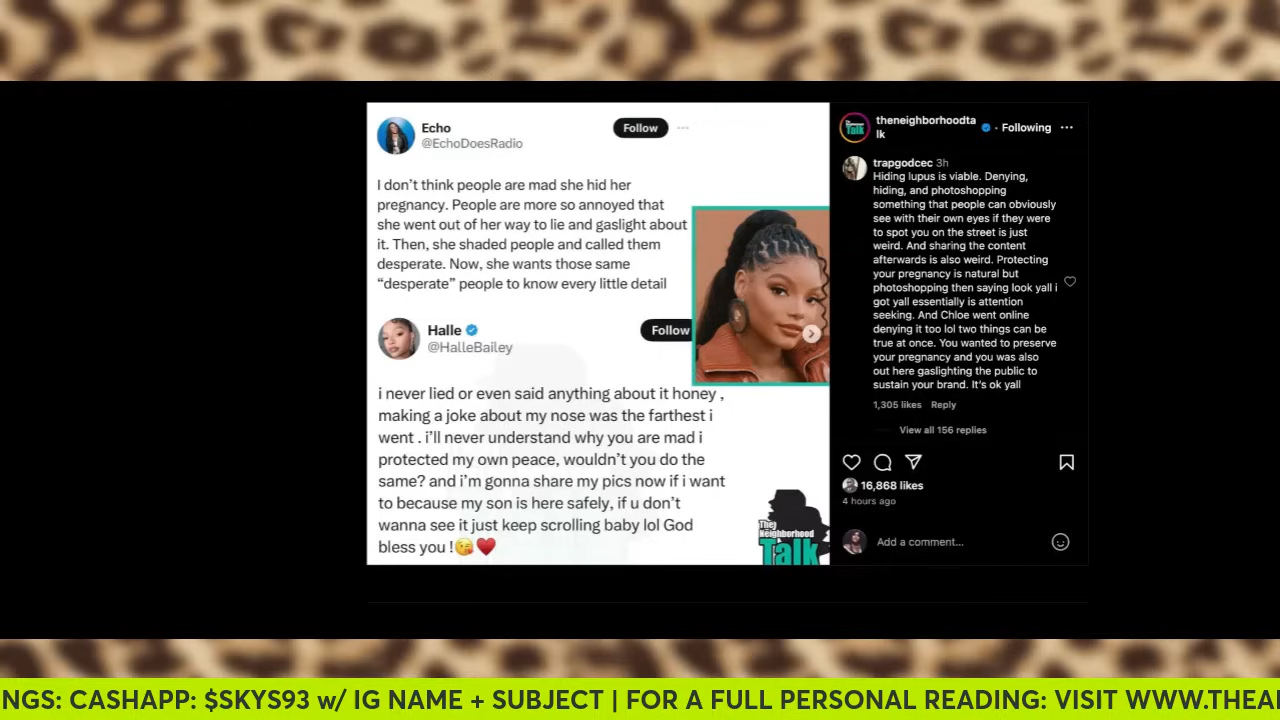 Echo
@EchoDoesRadio
Follow
I don't think people are mad she hid her
pregnancy. People are more so annoyed that
she went out of her way to lie and gaslight about
it. Then, she shaded people and called them
desperate. Now, she wants those same
“desperate” people to know every little detail
Halle
@HalleBailey
Follow
i never lied or even said anything about it honey ,
making a joke about my nose was the farthest i
went . i'll never understand why you are mad i
protected my own peace, wouldn't you do the
same? and i'm gonna share my pics now if i want
to because my son is here safely, if u don't
wanna see it just keep scrolling baby lol God
bless you !😘♥️
The
Neighborhood
Talk
theneighborhoodta
lk
• Following
trapgodcec 3h
Hiding lupus is viable. Denying,
hiding, and photoshopping
something that people can obviously
see with their own eyes if they were
to spot you on the street is just
weird. And sharing the content
afterwards is also weird. Protecting
your pregnancy is natural but
photoshopping then saying look yall i
got yall essentially is attention
seeking. And Chloe went online
denying it too lol two things can be
true at once. You wanted to preserve
your pregnancy and you was also
out here gaslighting the public to
sustain your brand. It's ok yall
1,305 likes Reply
View all 156 replies
16,868 likes
4 hours ago
Add a comment...
NGS: CASHAPP: $SKYS93 w/ IG NAME + SUBJECT | FOR A FULL PERSONAL READING: VISIT WWW.THEA